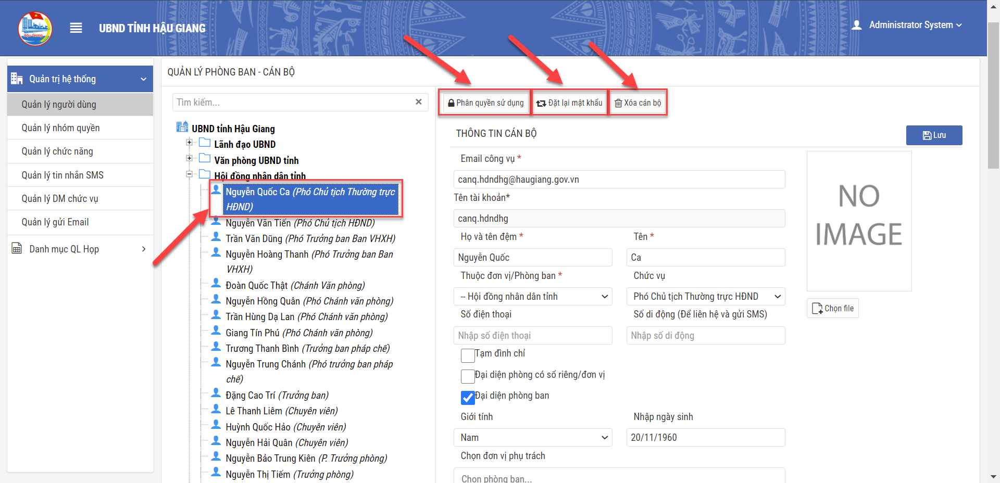 Hậu Giang
UBND TỈNH HẬU GIANG
Administrator System
Quản trị hệ thống
Quản lý người dùng
Quản lý nhóm quyền
Quản lý chức năng
Quản lý tin nhắn SMS
Quản lý DM chức vụ
Quản lý gửi Email
Danh mục QL Họp
QUẢN LÝ PHÒNG BAN - CÁN BỘ
Tìm kiếm...
UBND tỉnh Hậu Giang
Lãnh đạo UBND
Văn phòng UBND tỉnh
Hội đồng nhân dân tỉnh
Nguyễn Quốc Ca (Phó Chủ tịch Thường trực
HĐND)
Nguyễn Văn Tiến (Phó Chủ tịch HĐND)
Trần Văn Dũng (Phó Trưởng ban Ban VHXH)
Nguyễn Hoàng Thanh (Phó Trưởng ban Ban
VHXH)
Đoàn Quốc Thật (Chánh Văn phòng)
Nguyễn Hồng Quân (Phó Chánh văn phòng)
Trần Hùng Dạ Lan (Phó Chánh văn phòng)
Giang Tín Phú (Phó Chánh văn phòng)
Trương Thanh Bình (Trưởng ban pháp chế)
Nguyễn Trung Chánh (Phó trưởng ban pháp
chế)
Đặng Cao Trí (Trưởng ban)
Lê Thanh Liêm (Chuyên viên)
Huỳnh Quốc Hảo (Chuyên viên)
Nguyễn Hải Quân (Chuyên viên)
Nguyễn Bảo Trung Kiên (P. Trưởng phòng)
Nguyễn Thị Tiếm (Trưởng phòng)
Phân quyền sử dụng
Đặt lại mật khẩu
Xóa cán bộ
THÔNG TIN CÁN BỘ
Lưu
Email công vụ *
canq.hdndhg@haugiang.gov.vn
Tên tài khoản*
canq.hdndhg
Họ và tên đệm *
Tên *
Nguyễn Quốc
Ca
Thuộc đơn vị/Phòng ban *
Chức vụ
-- Hội đồng nhân dân tỉnh
Phó Chủ tịch Thường trực HĐND
Số điện thoại
Số di động (Để liên hệ và gửi SMS)
Nhập số điện thoại
Nhập số di động
Tạm đình chỉ
Đại diện phòng có sổ riêng/đơn vị
Đại diện phòng ban
Giới tính
Nhập ngày sinh
Nam
20/11/1960
Chọn đơn vị phụ trách
Chọn phòng ban...
NO
IMAGE
Chọn file